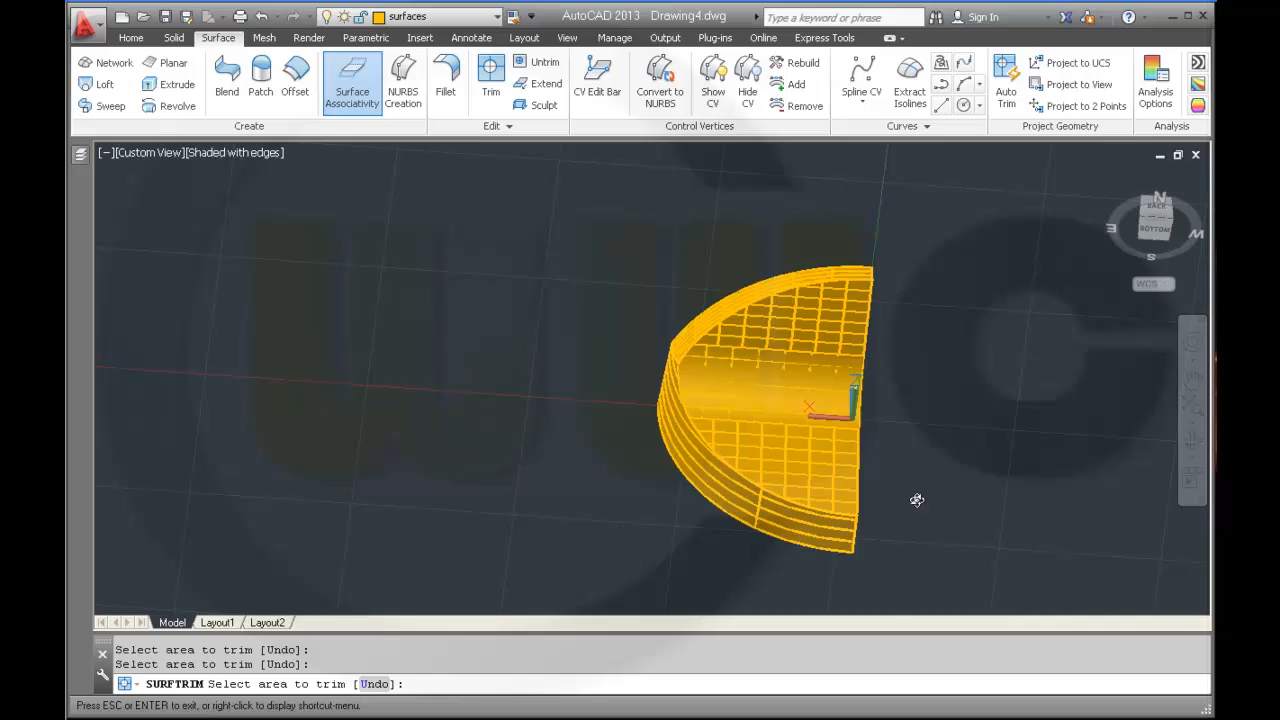 surfaces
AutoCAD 2013 Drawing4.dwg
Type a keyword or phrase
Sign In
Home Solid Surface Mesh Render Parametric Insert Annotate Layout View Manage Output Plug-ins Online Express Tools
Network Planar
Loft Extrude
Sweep Revolve
Blend Patch Offset
Surface Associativity
NURBS Creation
Fillet Trim
Untrim
Extend
Sculpt
CV Edit Bar
Convert to NURBS
Show CV
Hide CV
Rebuild
Add
Remove
Spline CV
Extract Isolines
Auto Trim
Project to UCS
Project to View
Project to 2 Points
Analysis Options
Create Edit Control Vertices Curves Project Geometry Analysis
[−][Custom View][Shaded with edges]
N
BACK
E BOTTOM W
S
WCS
X
Z
Model Layout1 Layout2
Select area to trim [Undo]:
Select area to trim [Undo]:
SURFTRIM Select area to trim [Undo]:
Press ESC or ENTER to exit, or right-click to display shortcut-menu.